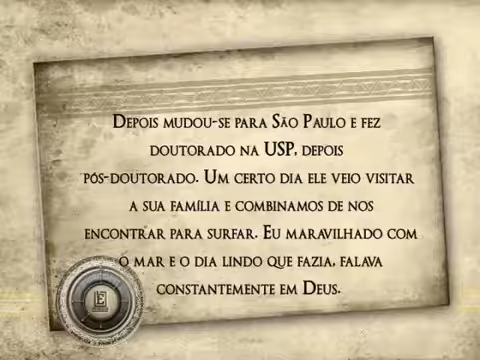 Depois mudou-se para São Paulo e fez
doutorado na USP, depois
pós-doutorado. Um certo dia ele veio visitar
a sua família e combinamos de nos
encontrar para surfar. Eu maravilhado com
o mar e o dia lindo que fazia, falava
constantemente em Deus.